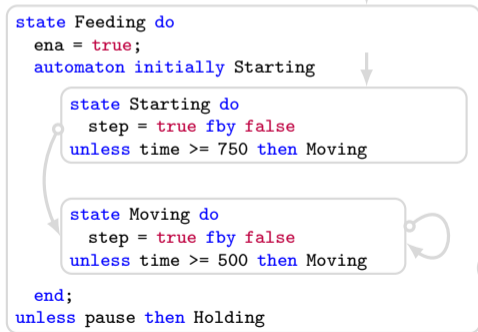 state Feeding do
ena = true;
automaton initially Starting
state Starting do
step = true fby false
unless time >= 750 then Moving
state Moving do
step = true fby false
unless time >= 500 then Moving
end;
unless pause then Holding